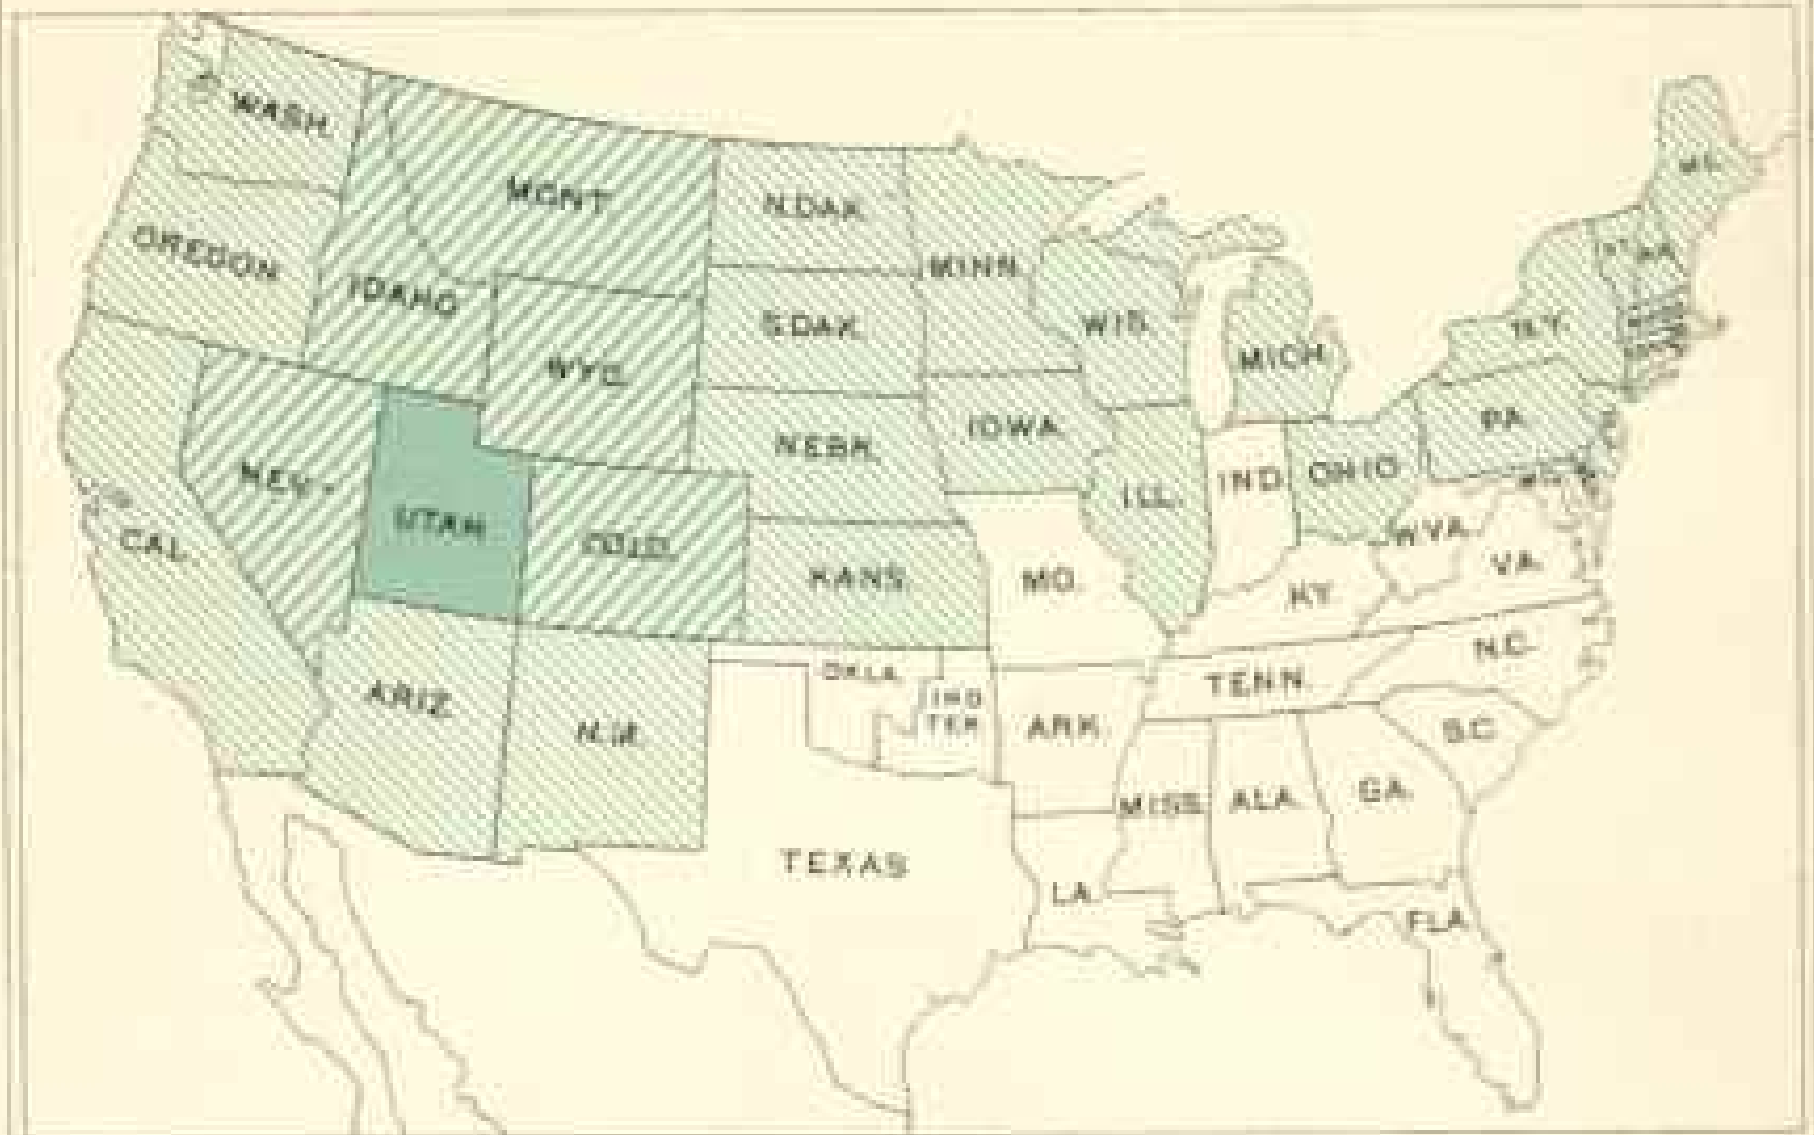 WASH.
MONT
N.DAK.
MINN.
ME.
OREGON
IDAHO
S.DAK.
WIS.
MICH.
N.Y.
WYO.
NEBR.
IOWA.
PA.
NEV.
UTAH
COLO.
ILL.
IND.
OHIO
CAL.
KANS.
MO.
W.VA.
VA.
KY.
ARIZ.
N.M.
OKLA.
IND.
TER.
ARK.
TENN.
N.C.
S.C.
MISS.
ALA.
GA.
TEXAS
LA.
FLA.